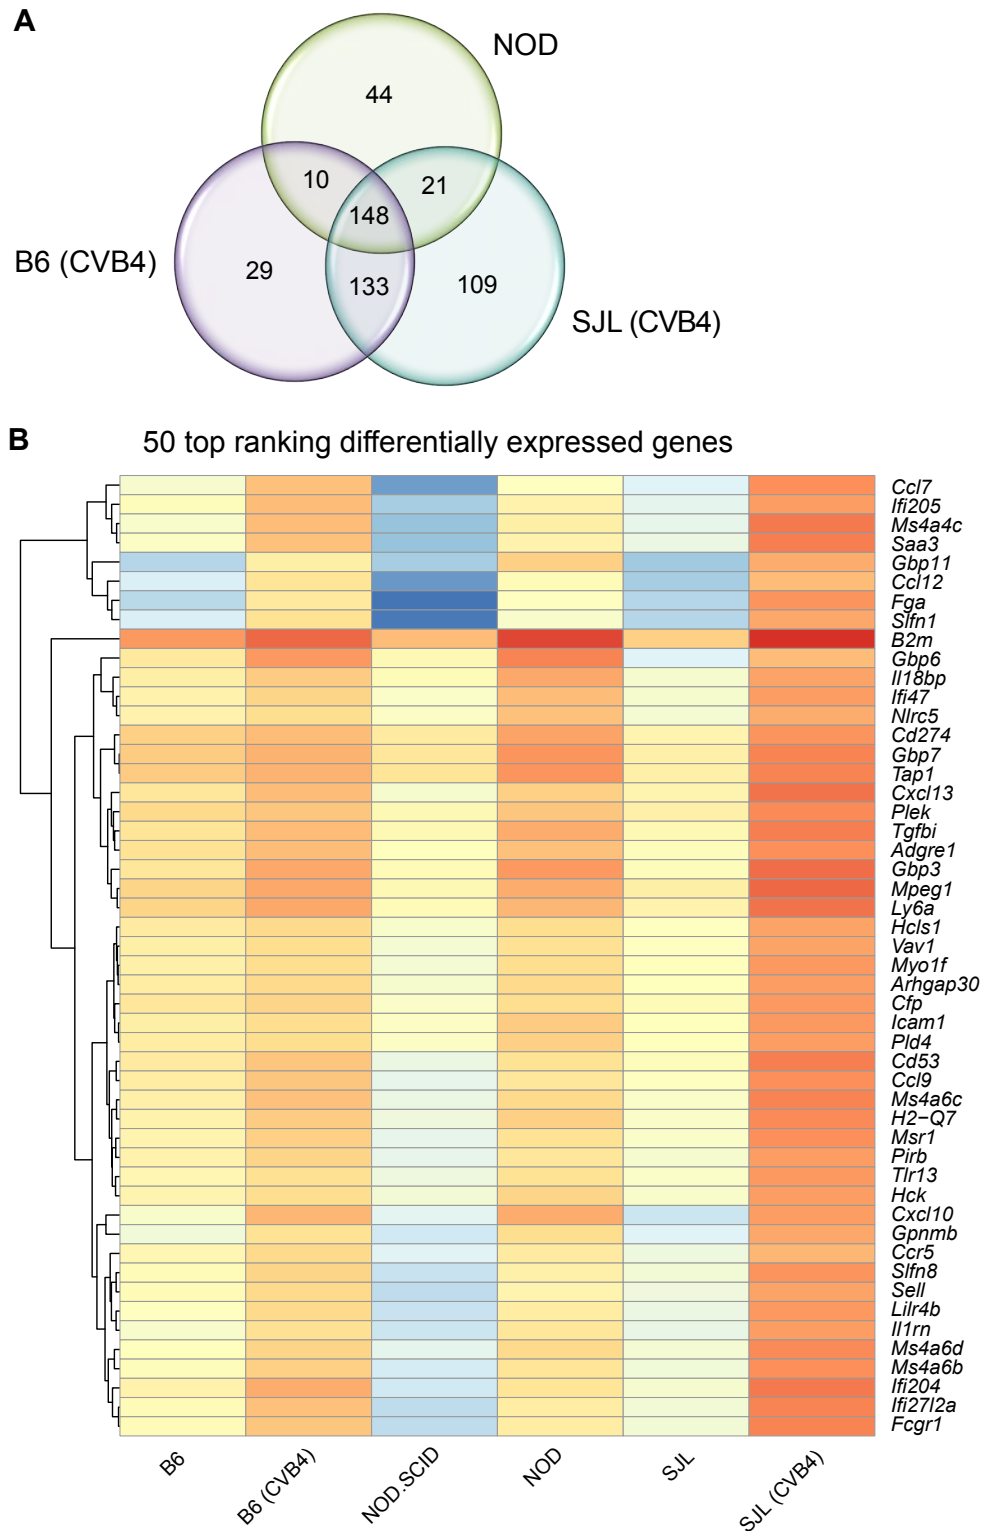 A
NOD
44
10
21
148
B6 (CVB4)
29
133
109
SJL (CVB4)
B
50 top ranking differentially expressed genes
Ccl7
Ifi205
Ms4a4c
Saa3
Gbp11
Ccl12
Fga
Slfn1
B2m
Gbp6
Il18bp
Ifi47
Nlrc5
Cd274
Gbp7
Tap1
Cxcl13
Plek
Tgfbi
Adgre1
Gbp3
Mpeg1
Ly6a
Hcls1
Vav1
Myo1f
Arhgap30
Cfp
Icam1
Pld4
Cd53
Ccl9
Ms4a6c
H2−Q7
Msr1
Pirb
Tlr13
Hck
Cxcl10
Gpnmb
Ccr5
Slfn8
Sell
Lilr4b
Il1rn
Ms4a6d
Ms4a6b
Ifi204
Ifi27l2a
Fcgr1
B6
B6 (CVB4)
NOD.SCID
NOD
SJL
SJL (CVB4)